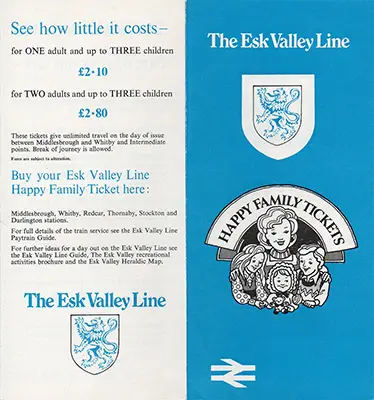 See how little it costs–
for ONE adult and up to THREE children
£2·10
for TWO adults and up to THREE children
£2·80
These tickets give unlimited travel on the day of issue
between Middlesbrough and Whitby and Intermediate
points. Break of journey is allowed.
Fares are subject to alteration.
Buy your Esk Valley Line
Happy Family Ticket here:
Middlesbrough, Whitby, Redcar, Thornaby, Stockton and
Darlington stations.
For full details of the train service see the Esk Valley Line
Paytrain Guide.
For further ideas for a day out on the Esk Valley Line see
the Esk Valley Line Guide, The Esk Valley recreational
activities brochure and the Esk Valley Heraldic Map.
The Esk Valley Line
The Esk Valley Line
HAPPY FAMILY TICKETS